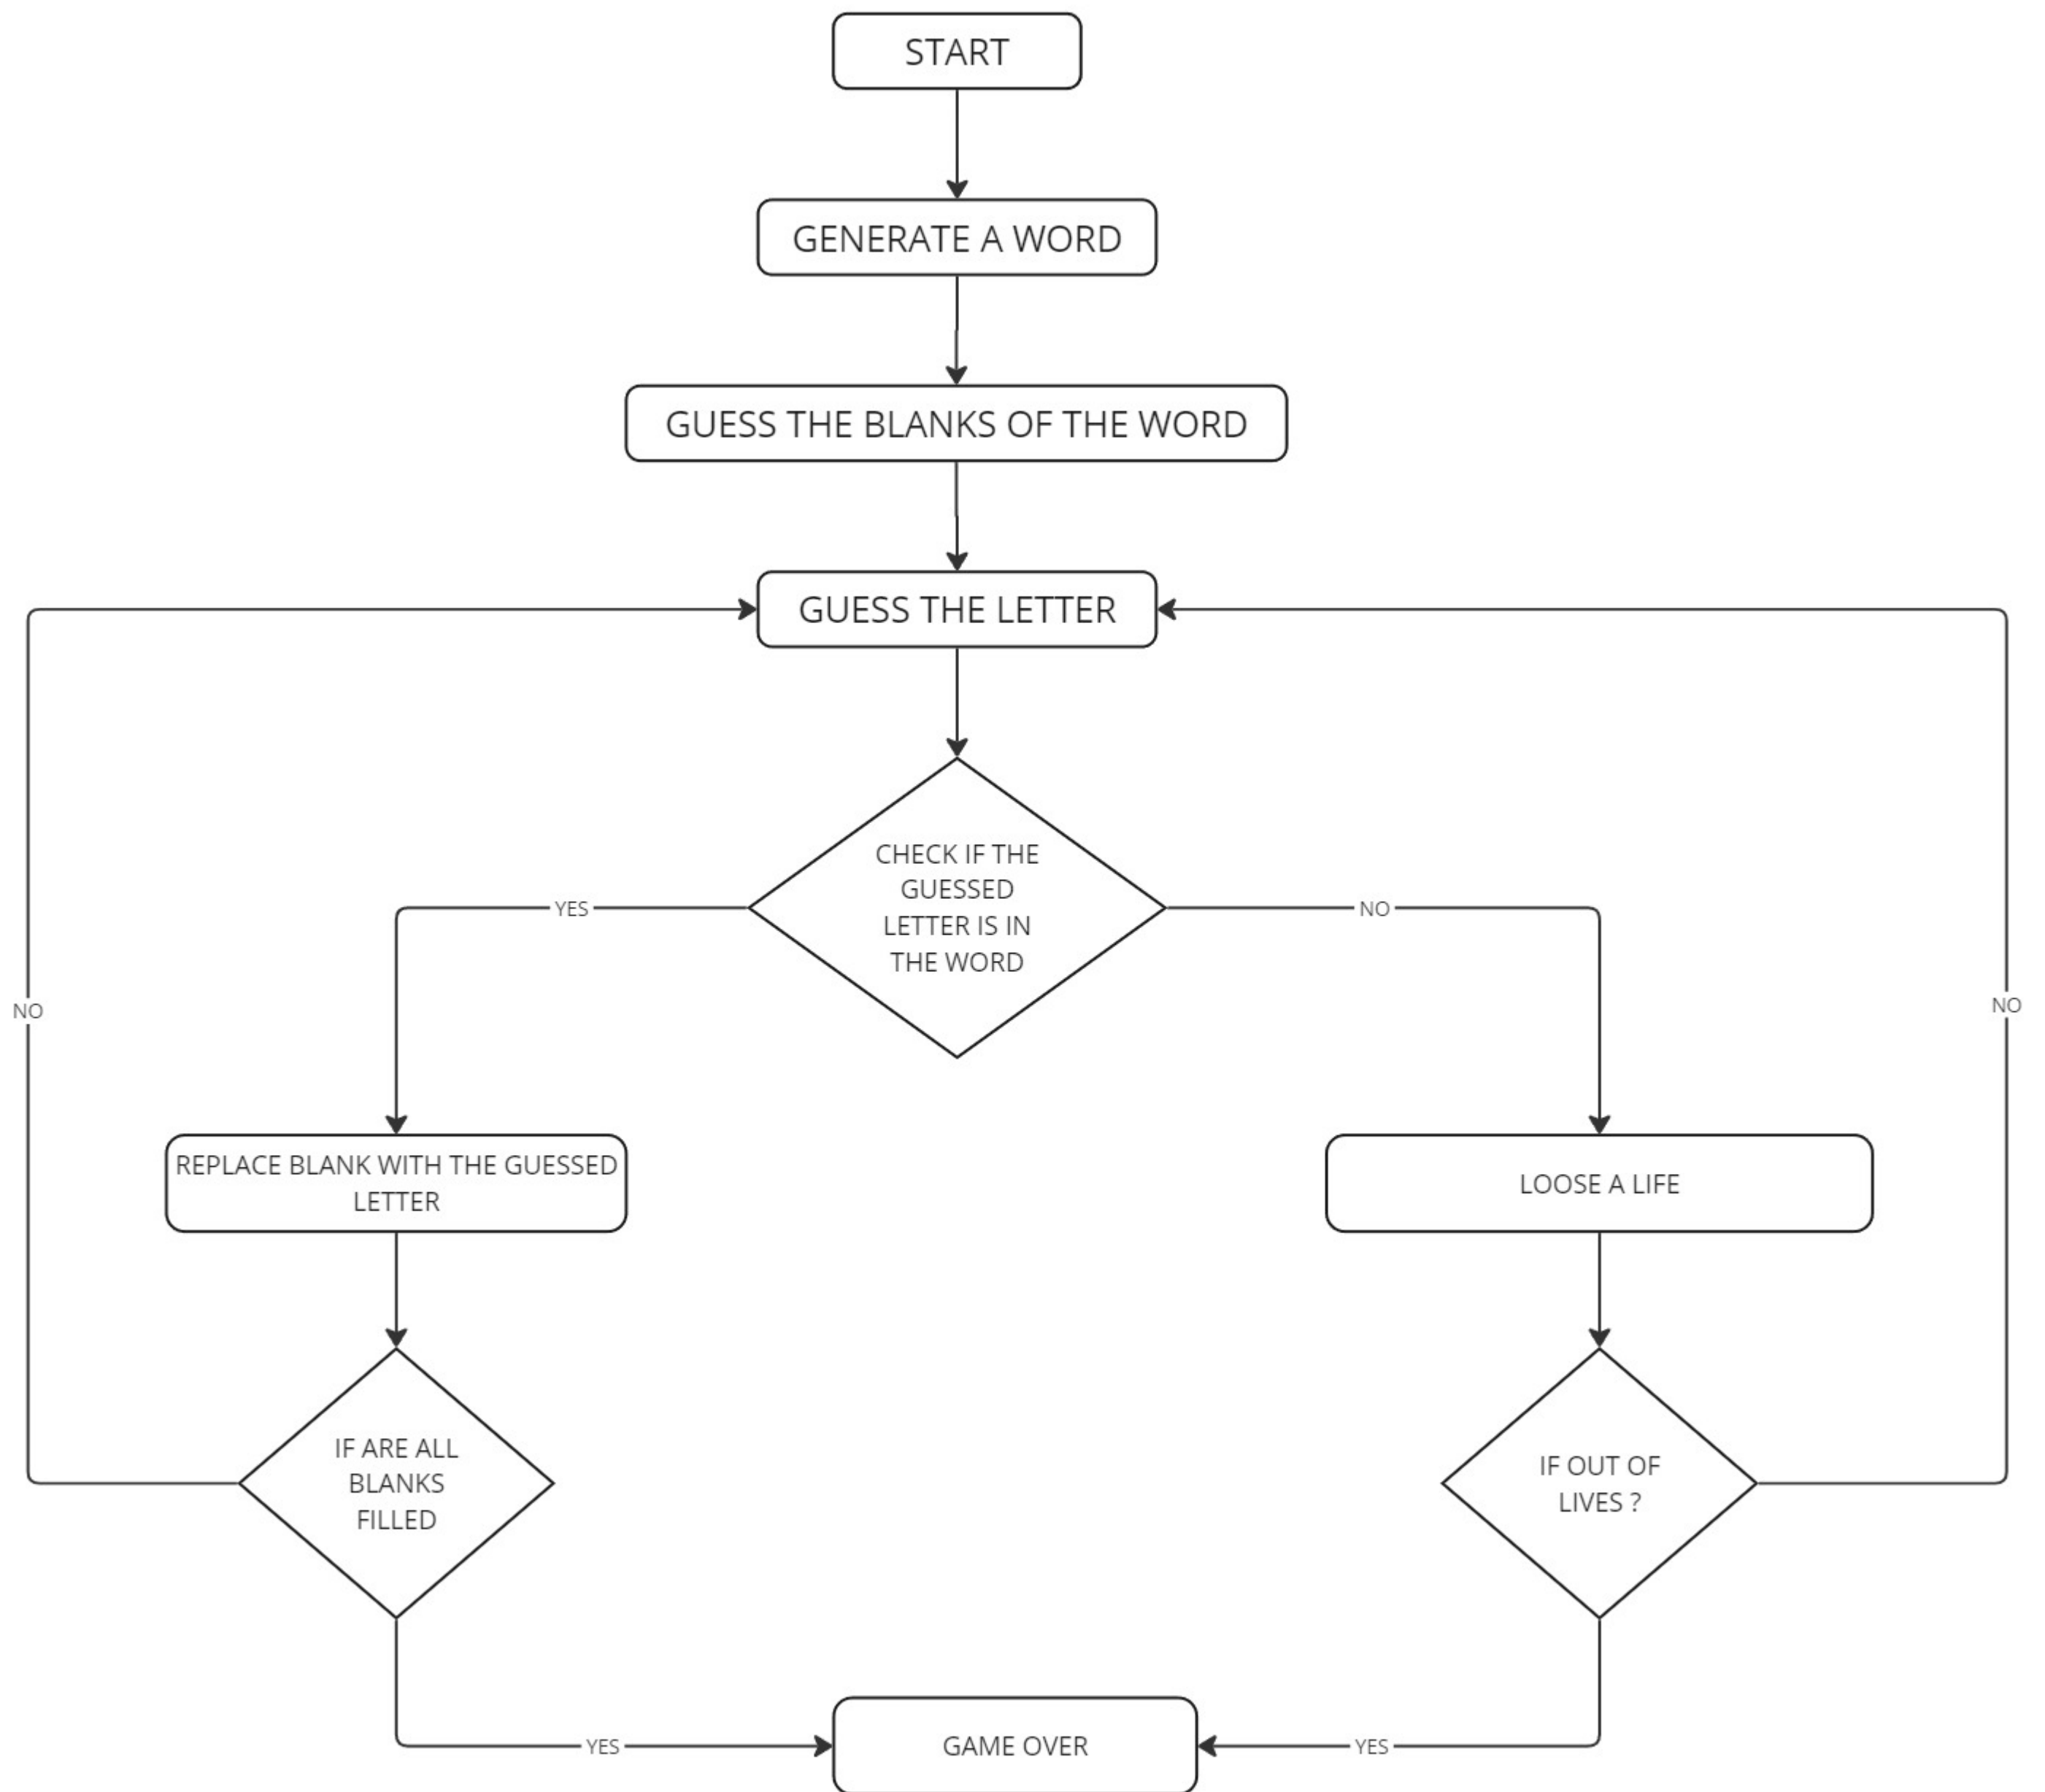 START
GENERATE A WORD
GUESS THE BLANKS OF THE WORD
GUESS THE LETTER
CHECK IF THE
GUESSED
LETTER IS IN
THE WORD
YES
NO
NO
NO
REPLACE BLANK WITH THE GUESSED
LETTER
LOOSE A LIFE
IF ARE ALL
BLANKS
FILLED
IF OUT OF
LIVES ?
YES
GAME OVER
YES